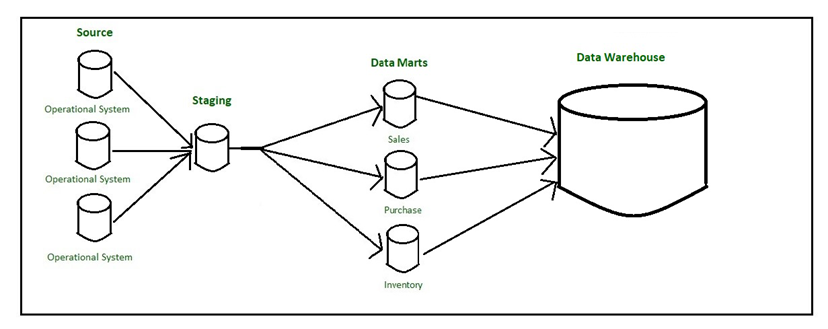 Source
Operational System
Operational System
Operational System
Staging
Data Marts
Sales
Purchase
Inventory
Data Warehouse